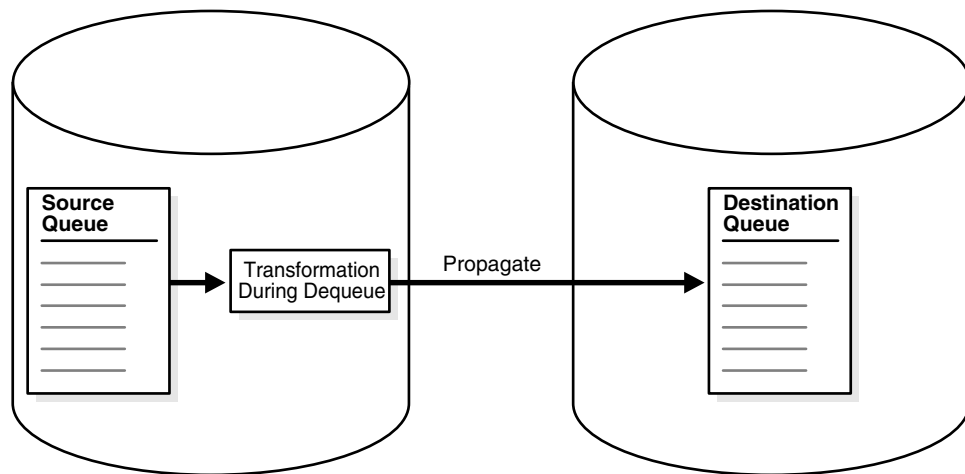 Source
Queue
Transformation
During Dequeue
Propagate
Destination
Queue